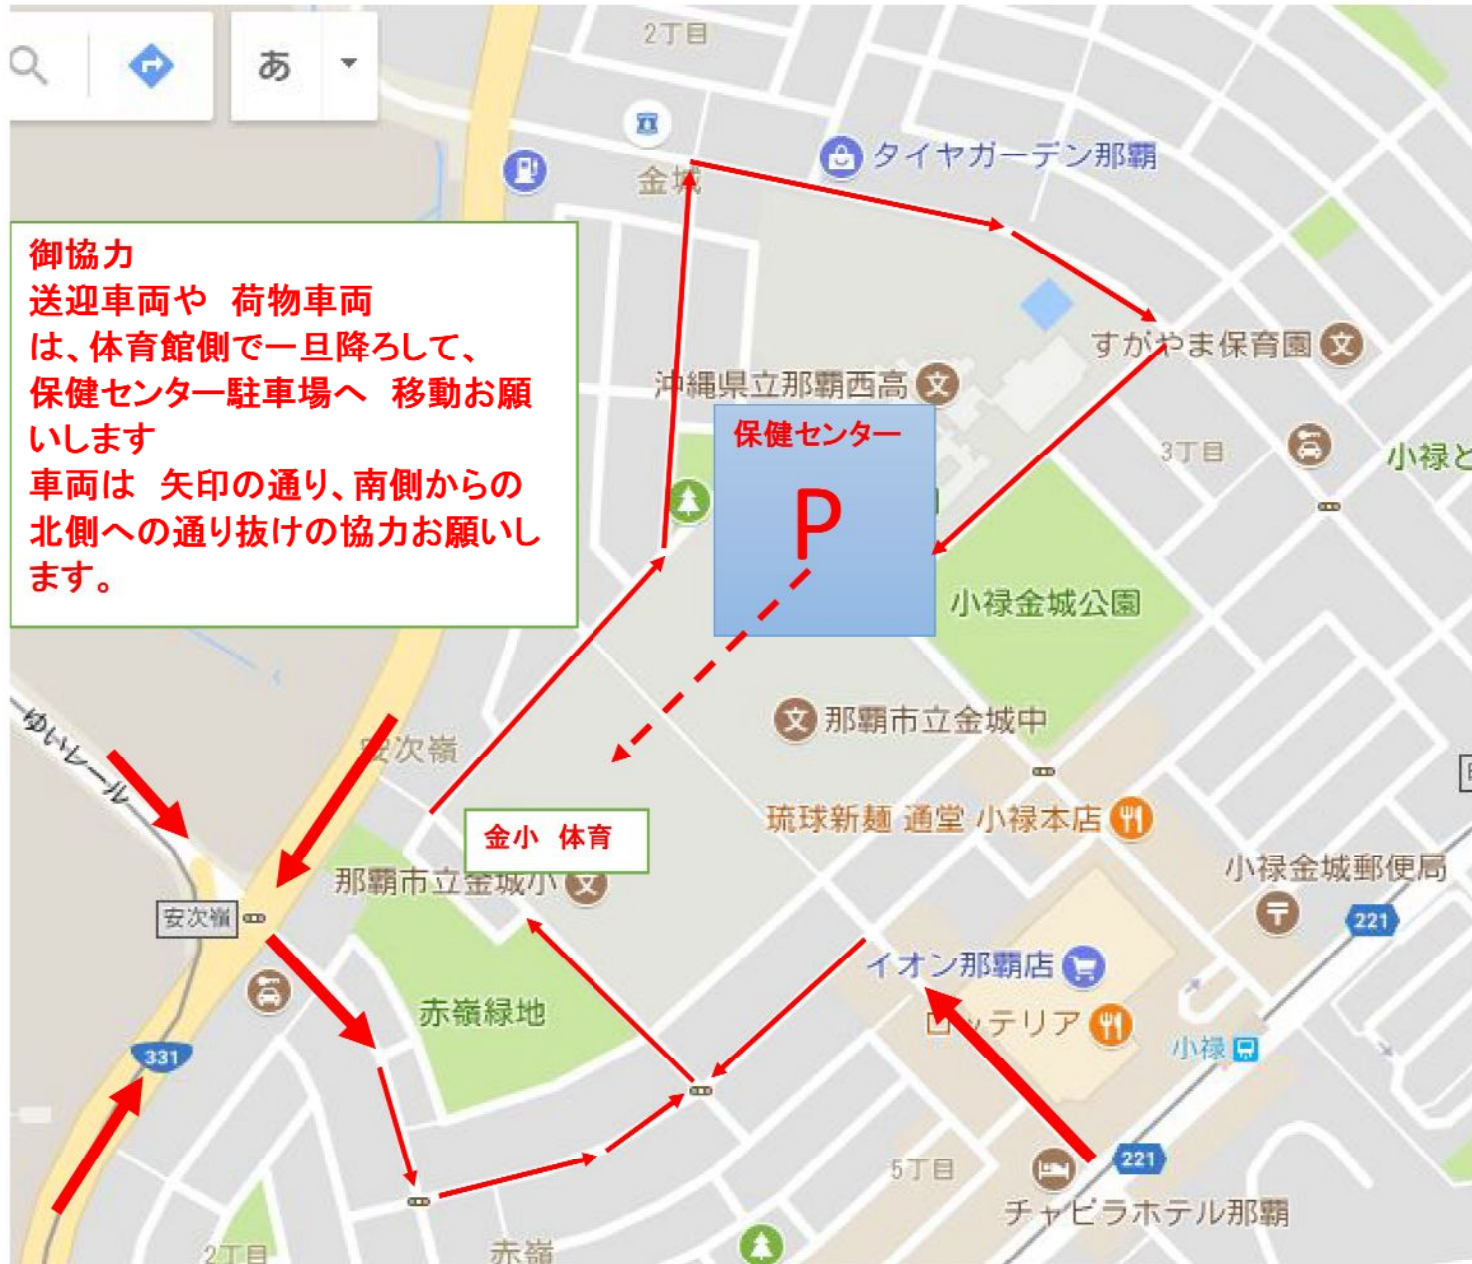 2丁目
あ
タイヤガーデン那覇
金城
御協力
送迎車両や 荷物車両
は、体育館側で一旦降ろして、
保健センター駐車場へ 移動お願
いします
車両は 矢印の通り、南側からの
北側への通り抜けの協力お願いし
ます。
すがやま保育園
文
沖縄県立那覇西高
文
保健センター
P
3丁目
小禄と
小禄金城公園
ゆいレール
安次嶺
文
那覇市立金城中
琉球新麺 通堂 小禄本店
金小 体育
那覇市立金城小
文
小禄金城郵便局
〒
221
安次嶺
イオン那覇店
赤嶺緑地
ロッテリア
331
小禄
5丁目
221
チャビラホテル那覇
2丁目
赤嶺